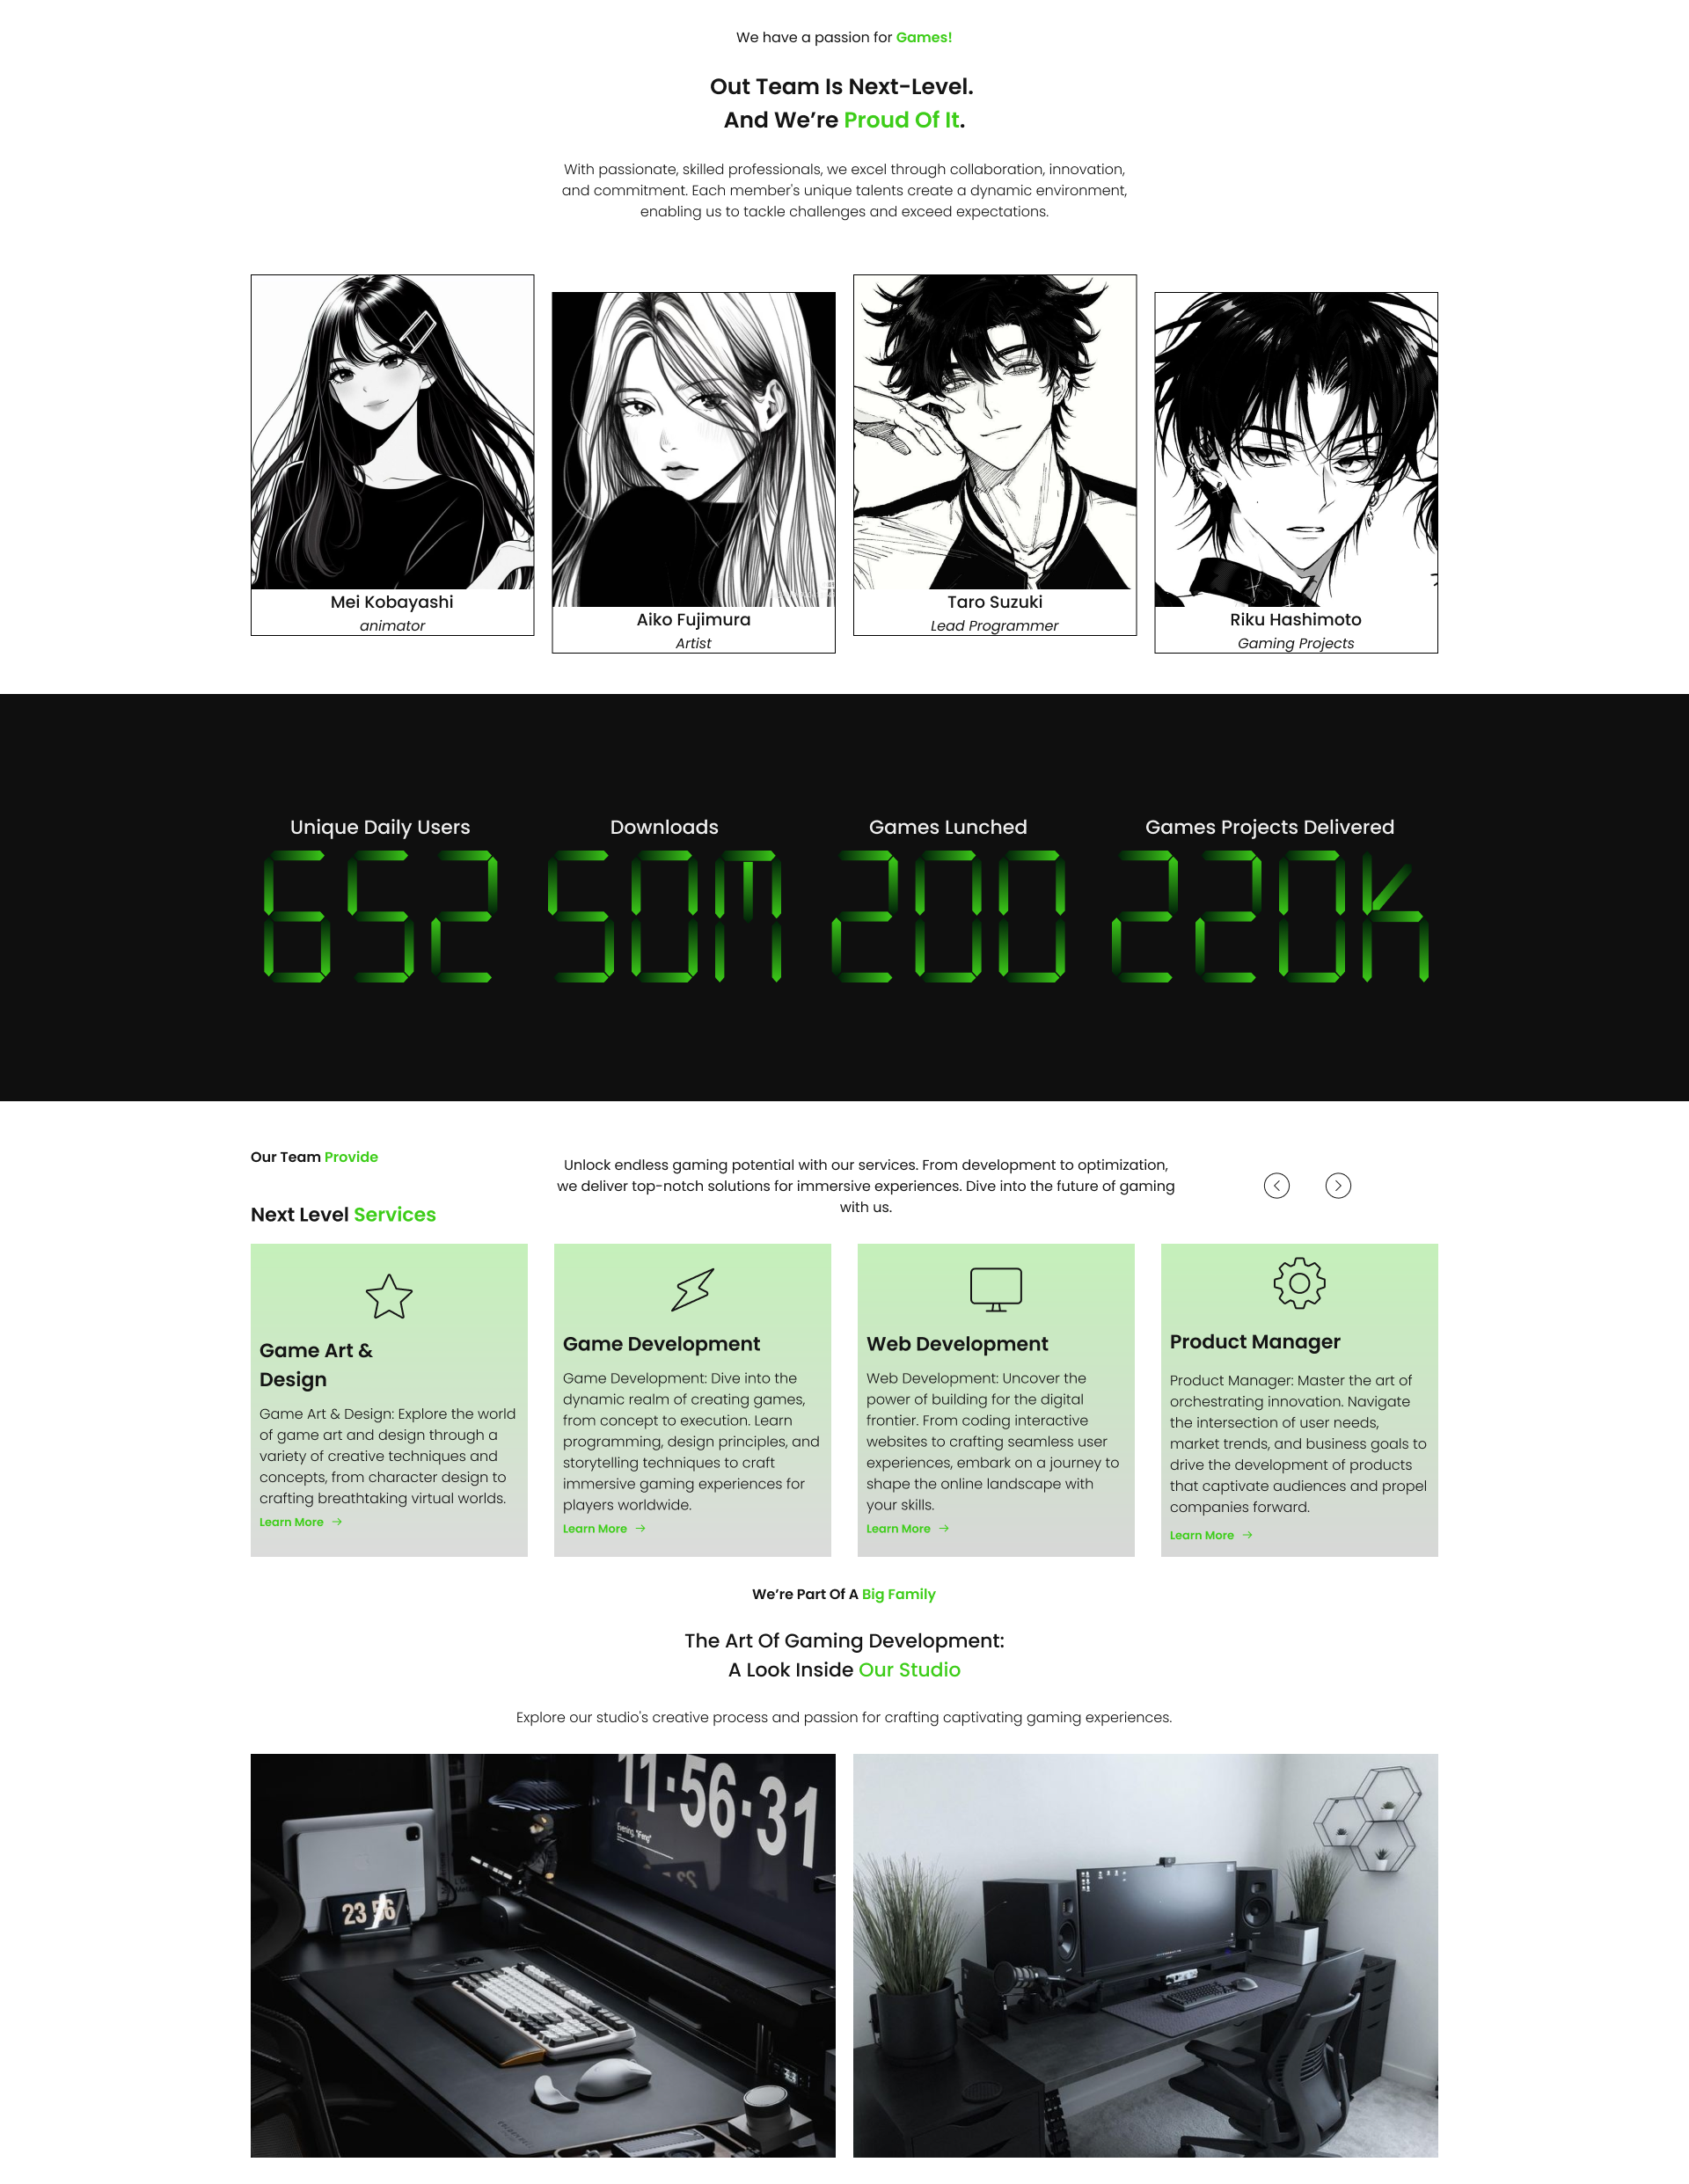 We have a passion for Games!
Out Team Is Next-Level.
And We’re Proud Of It.
With passionate, skilled professionals, we excel through collaboration, innovation,
and commitment. Each member's unique talents create a dynamic environment,
enabling us to tackle challenges and exceed expectations.
Mei Kobayashi
animator
Aiko Fujimura
Artist
Taro Suzuki
Lead Programmer
Riku Hashimoto
Gaming Projects
Unique Daily Users
652
Downloads
50M
Games Lunched
200
Games Projects Delivered
220K
Our Team Provide
Next Level Services
Unlock endless gaming potential with our services. From development to optimization,
we deliver top-notch solutions for immersive experiences. Dive into the future of gaming
with us.
Game Art &
Design
Game Art & Design: Explore the world
of game art and design through a
variety of creative techniques and
concepts, from character design to
crafting breathtaking virtual worlds.
Learn More
Game Development
Game Development: Dive into the
dynamic realm of creating games,
from concept to execution. Learn
programming, design principles, and
storytelling techniques to craft
immersive gaming experiences for
players worldwide.
Learn More
Web Development
Web Development: Uncover the
power of building for the digital
frontier. From coding interactive
websites to crafting seamless user
experiences, embark on a journey to
shape the online landscape with
your skills.
Learn More
Product Manager
Product Manager: Master the art of
orchestrating innovation. Navigate
the intersection of user needs,
market trends, and business goals to
drive the development of products
that captivate audiences and propel
companies forward.
Learn More
We’re Part Of A Big Family
The Art Of Gaming Development:
A Look Inside Our Studio
Explore our studio's creative process and passion for crafting captivating gaming experiences.
11·56·31
Evening,
23 56